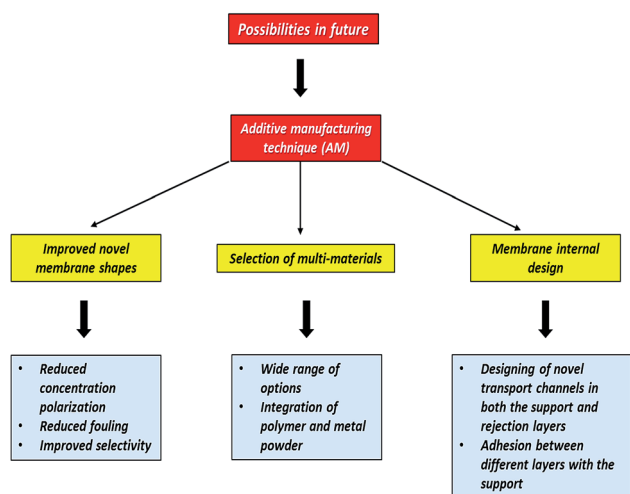 Possibilities in future
Additive manufacturing
technique (AM)
Improved novel
membrane shapes
Selection of multi-materials
Membrane internal
design
• Reduced
concentration
polarization
• Reduced fouling
• Improved selectivity
• Wide range of
options
• Integration of
polymer and metal
powder
• Designing of novel
transport channels in
both the support and
rejection layers
• Adhesion between
different layers with the
support